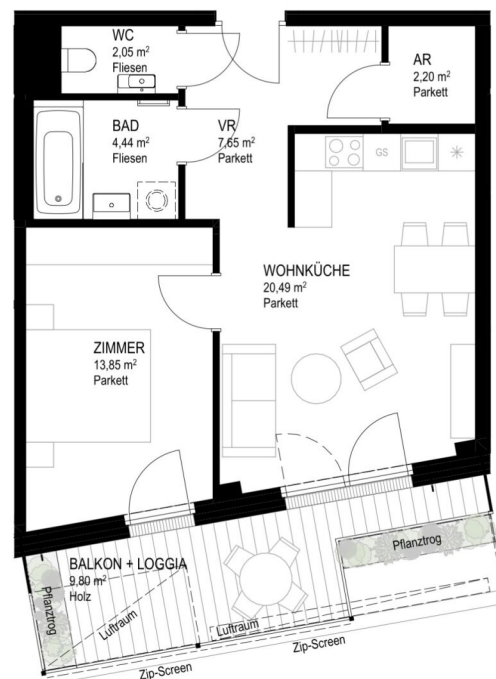 WC
2,05 m²
Fliesen
AR
2,20 m²
Parkett
BAD
4,44 m²
Fliesen
VR
7,65 m²
Parkett
GS
WOHNKÜCHE
20,49 m²
Parkett
ZIMMER
13,85 m²
Parkett
Pflanztrog
BALKON + LOGGIA
9,80 m²
Holz
Pflanztrog
Luftraum
Luftraum
Zip-Screen
Zip-Screen